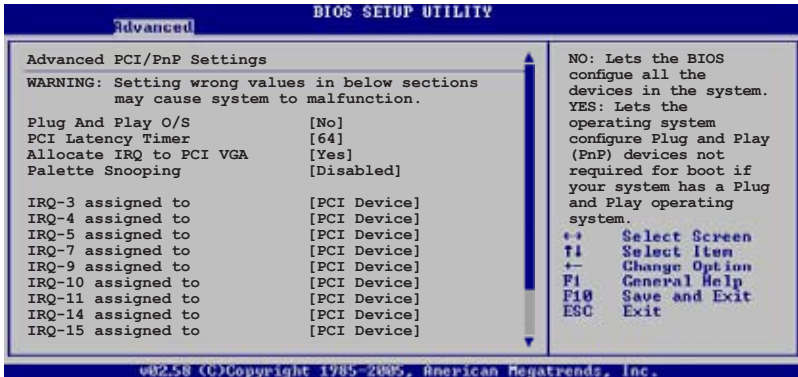 BIOS SETUP UTILITY
Advanced
Advanced PCI/PnP Settings
WARNING: Setting wrong values in below sections
may cause system to malfunction.
Plug And Play O/S [No]
PCI Latency Timer [64]
Allocate IRQ to PCI VGA [Yes]
Palette Snooping [Disabled]
IRQ-3 assigned to [PCI Device]
IRQ-4 assigned to [PCI Device]
IRQ-5 assigned to [PCI Device]
IRQ-7 assigned to [PCI Device]
IRQ-9 assigned to [PCI Device]
IRQ-10 assigned to [PCI Device]
IRQ-11 assigned to [PCI Device]
IRQ-14 assigned to [PCI Device]
IRQ-15 assigned to [PCI Device]
NO: Lets the BIOS
configue all the
devices in the system.
YES: Lets the
operating system
configure Plug and Play
(PnP) devices not
required for boot if
your system has a Plug
and Play operating
system.
←→ Select Screen
↑↓ Select Item
+- Change Option
F1 General Help
F10 Save and Exit
ESC Exit
v02.58 (C)Copyright 1985-2005, American Megatrends, Inc.